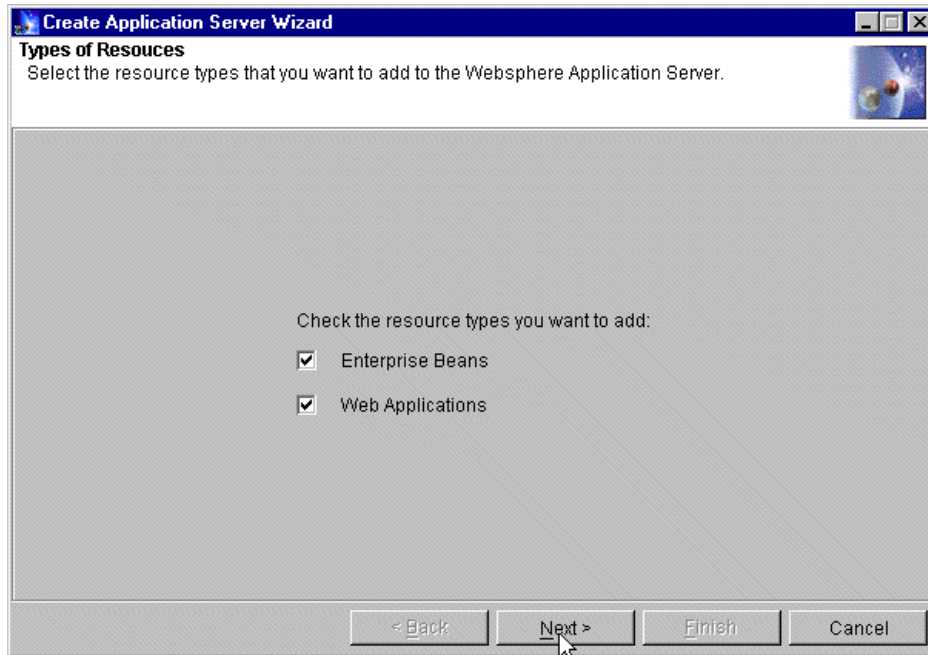 Create Application Server Wizard
Types of Resouces
Select the resource types that you want to add to the Websphere Application Server.
Check the resource types you want to add:
Enterprise Beans
Web Applications
< Back Next > Finish Cancel